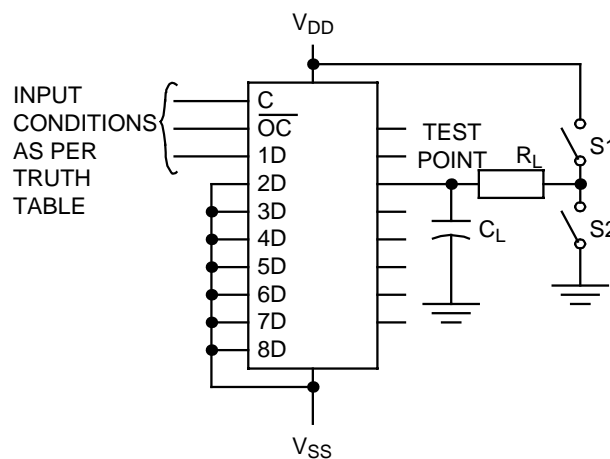 VDD
INPUT
CONDITIONS
AS PER
TRUTH
TABLE
C
OC
1D
2D
3D
4D
5D
6D
7D
8D
TEST
POINT
RL
CL
S1
S2
VSS